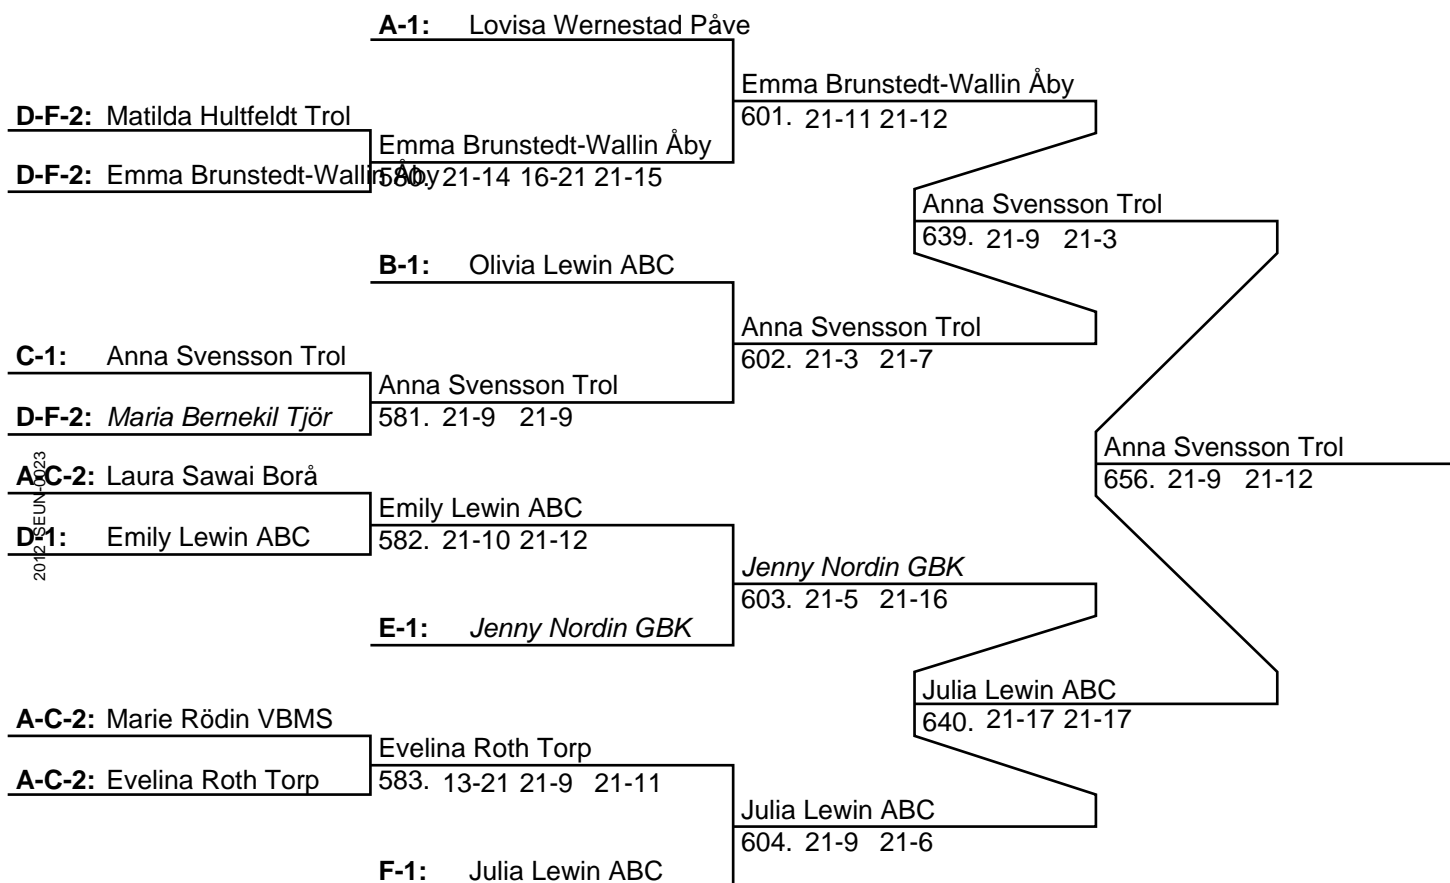 A-1: Lovisa Wernestad Påve
Emma Brunstedt-Wallin Åby
601. 21-11 21-12
D-F-2: Matilda Hultfeldt Trol
Emma Brunstedt-Wallin Åby
580. 21-14 16-21 21-15
D-F-2: Emma Brunstedt-Wallin Åby
Anna Svensson Trol
639. 21-9 21-3
B-1: Olivia Lewin ABC
Anna Svensson Trol
602. 21-3 21-7
C-1: Anna Svensson Trol
Anna Svensson Trol
581. 21-9 21-9
D-F-2: Maria Bernekil Tjör
Anna Svensson Trol
656. 21-9 21-12
A-C-2: Laura Sawai Borå
Emily Lewin ABC
582. 21-10 21-12
D-1: Emily Lewin ABC
2012. SEUN-0023
Jenny Nordin GBK
603. 21-5 21-16
E-1: Jenny Nordin GBK
Julia Lewin ABC
640. 21-17 21-17
A-C-2: Marie Rödin VBMS
Evelina Roth Torp
583. 13-21 21-9 21-11
A-C-2: Evelina Roth Torp
Julia Lewin ABC
604. 21-9 21-6
F-1: Julia Lewin ABC